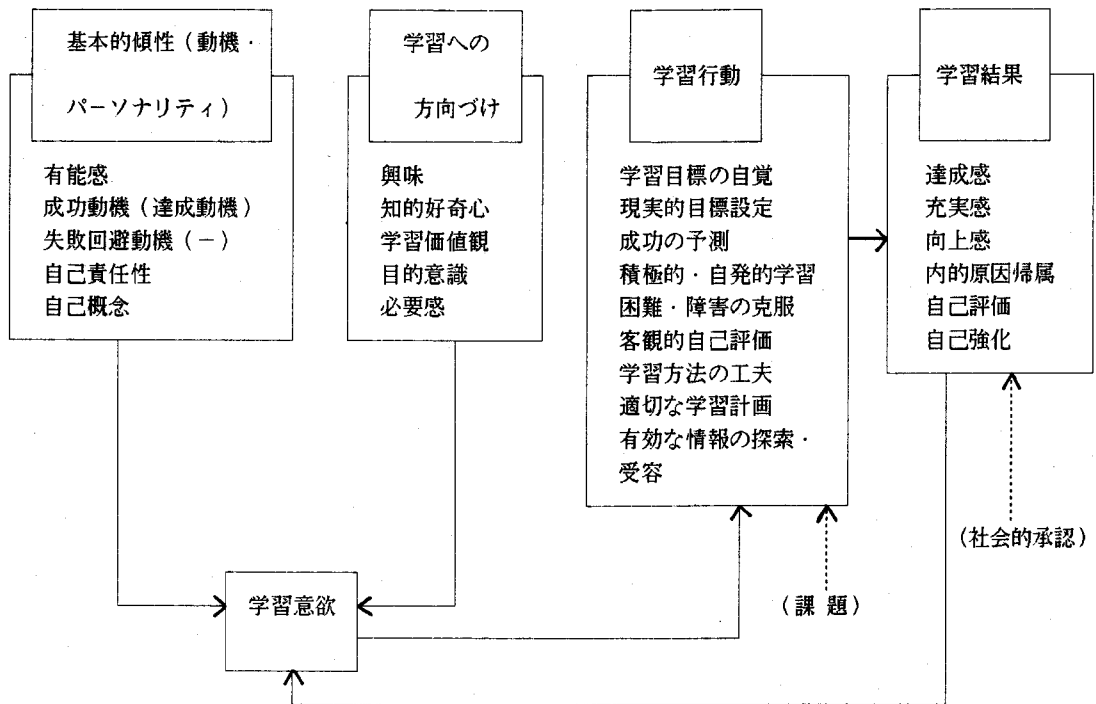 基本的傾性（動機・
パーソナリティ）
有能感
成功動機（達成動機）
失敗回避動機（－）
自己責任性
自己概念
学習への
方向づけ
興味
知的好奇心
学習価値観
目的意識
必要感
学習行動
学習目標の自覚
現実的目標設定
成功の予測
積極的・自発的学習
困難・障害の克服
客観的自己評価
学習方法の工夫
適切な学習計画
有効な情報の探索・
受容
学習結果
達成感
充実感
向上感
内的原因帰属
自己評価
自己強化
（社会的承認）
（課 題）
学習意欲